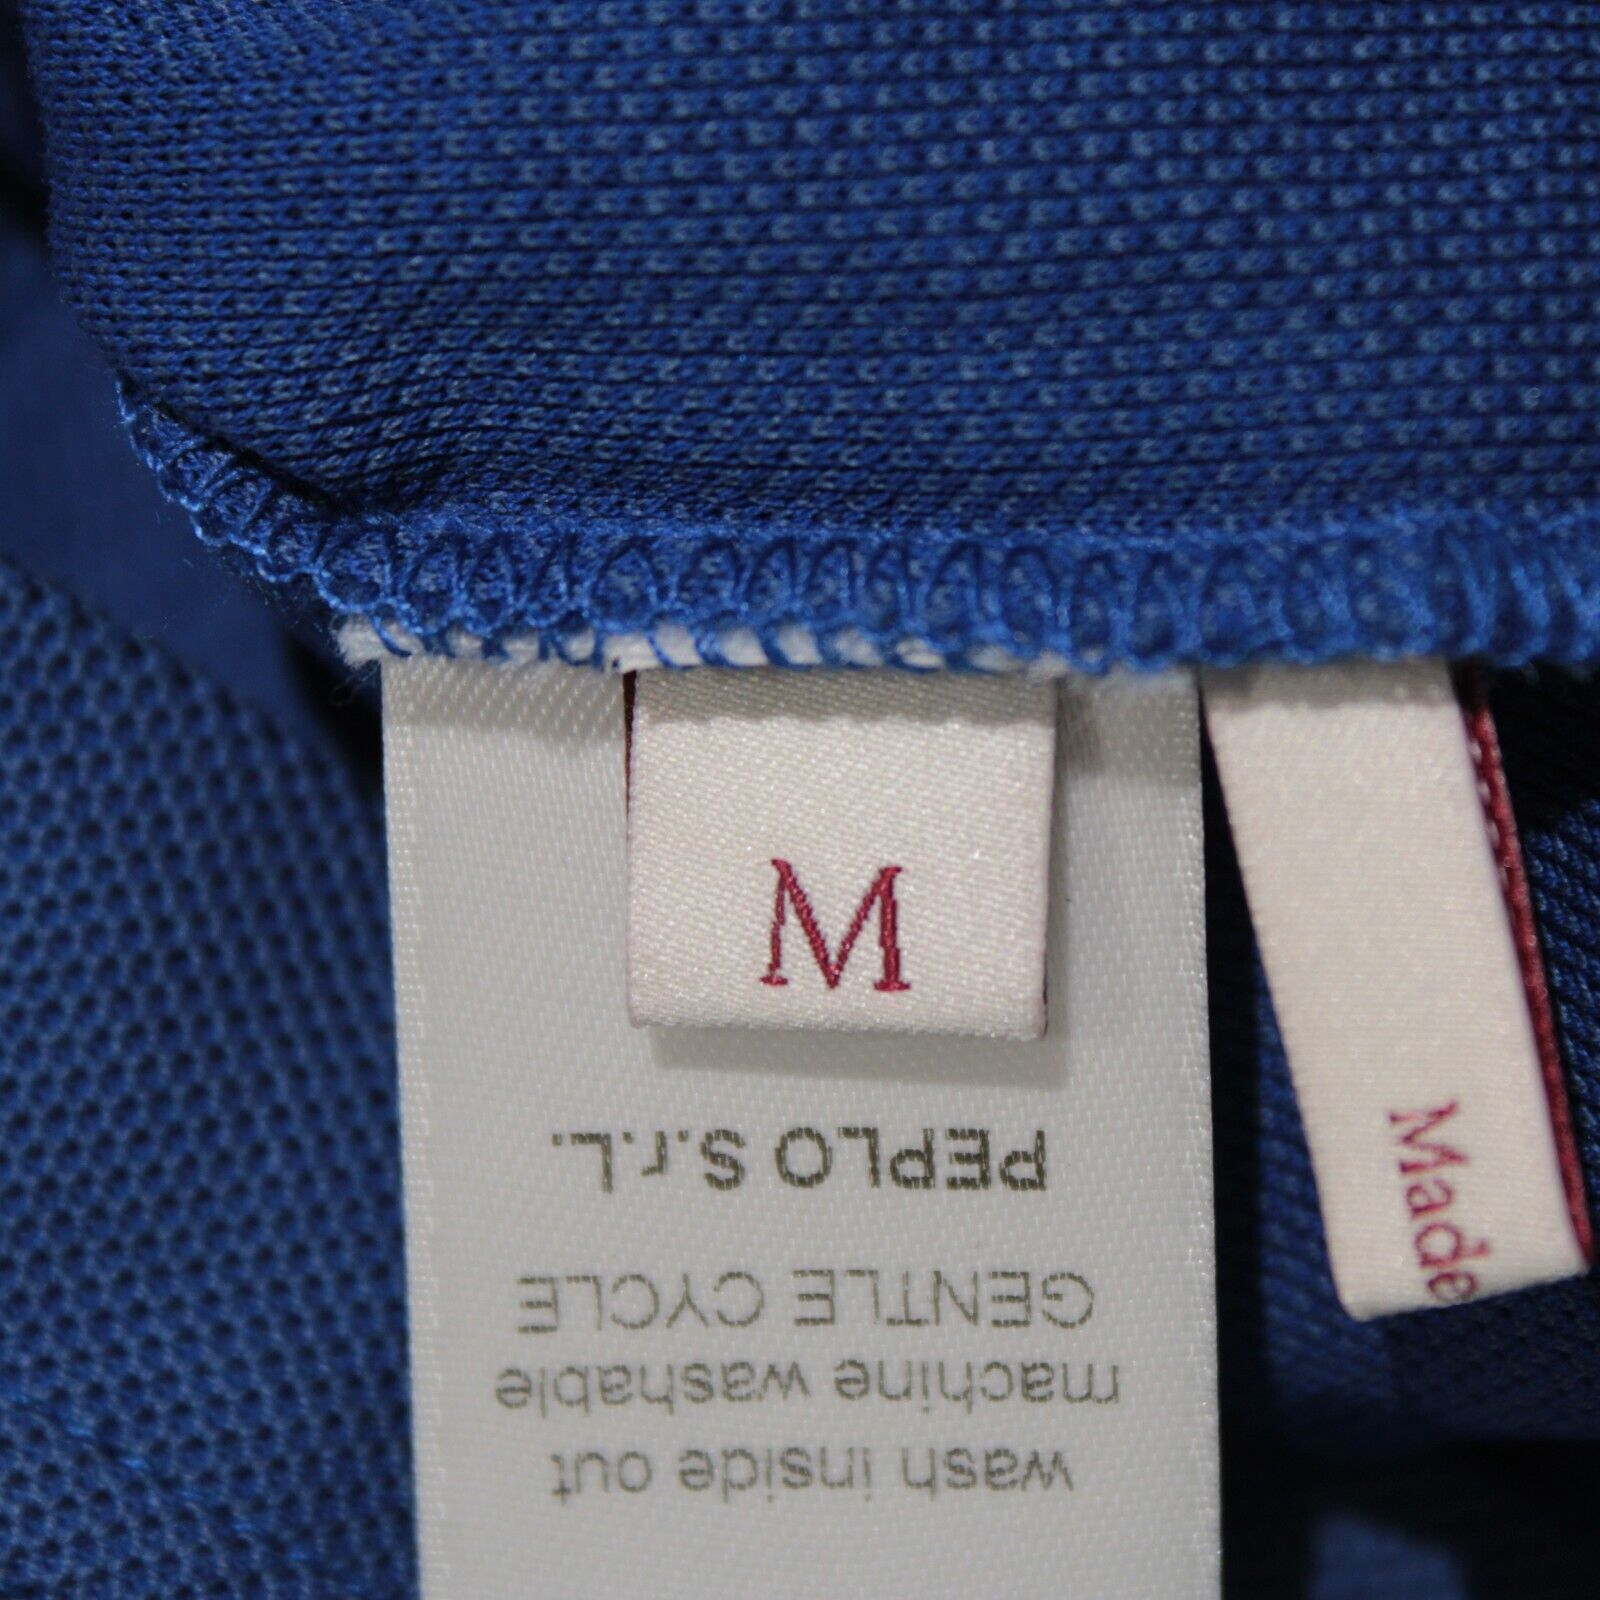 M
wash inside out
machine washable
GENTLE CYCLE
PEPLO S.r.L.
Made